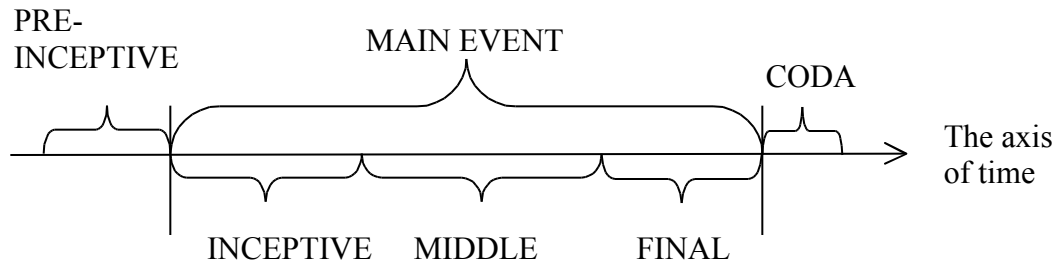 PRE-
INCEPTIVE
MAIN EVENT
CODA
The axis
of time
INCEPTIVE
MIDDLE
FINAL